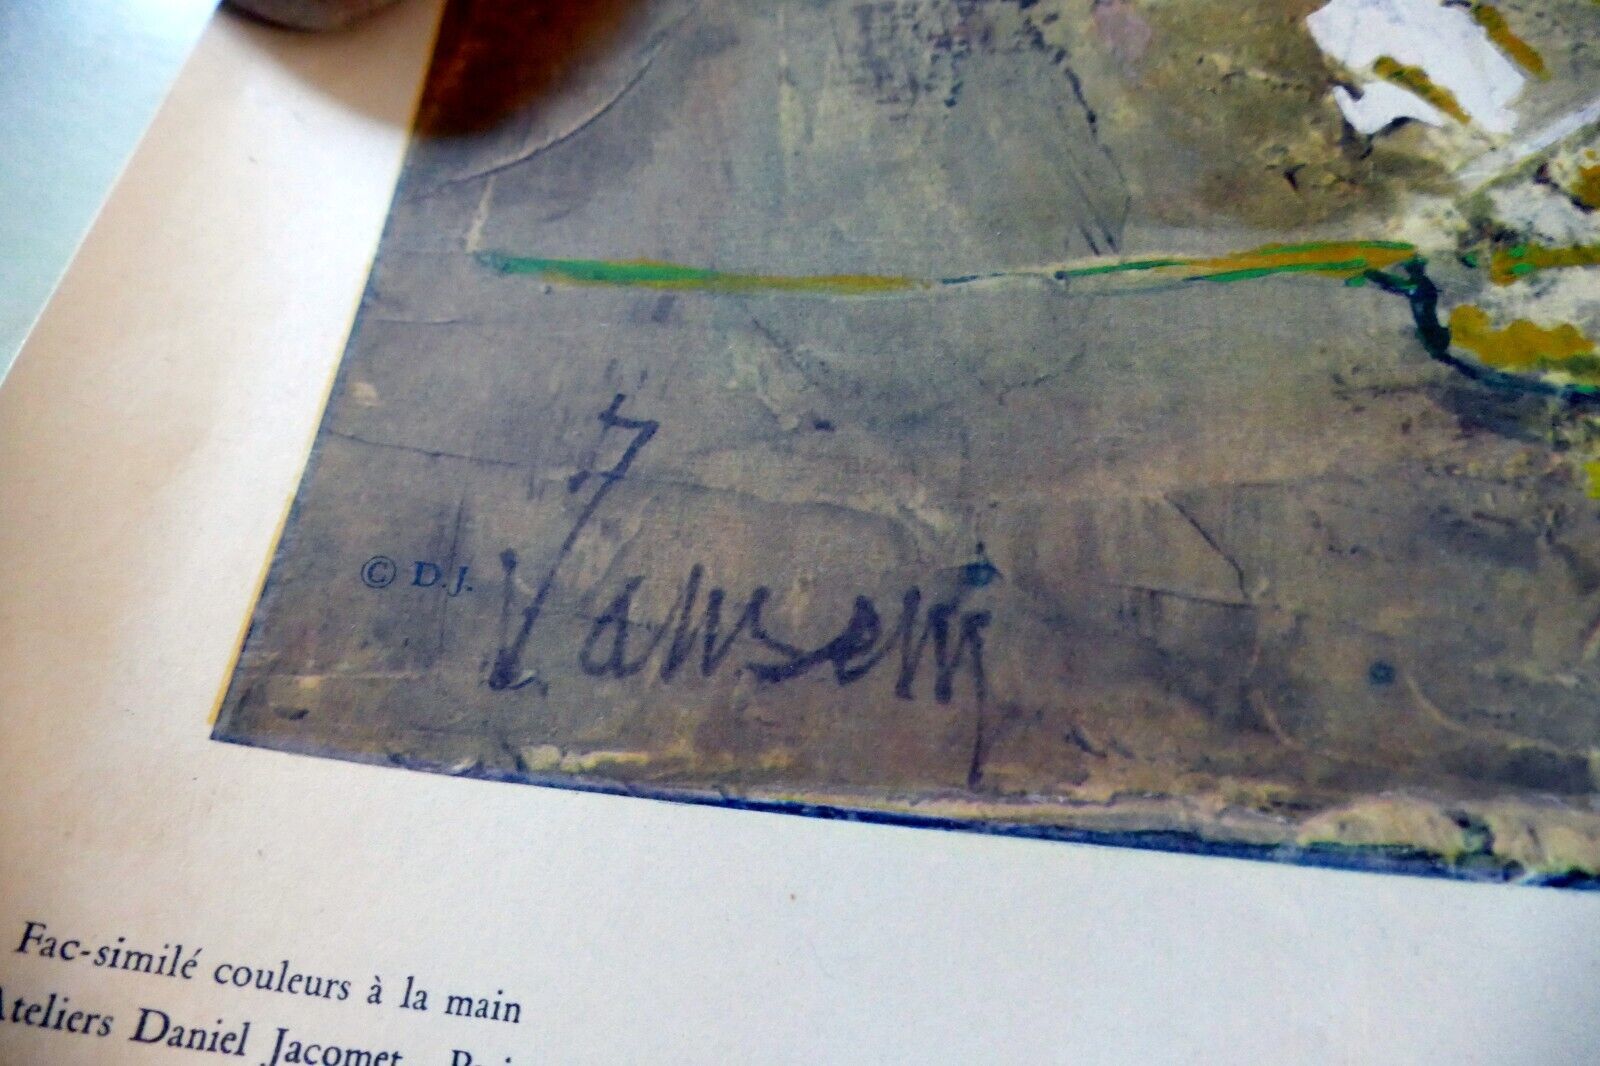 © D.J.
Jansem
Fac-similé couleurs à la main
Ateliers Daniel Jacomet